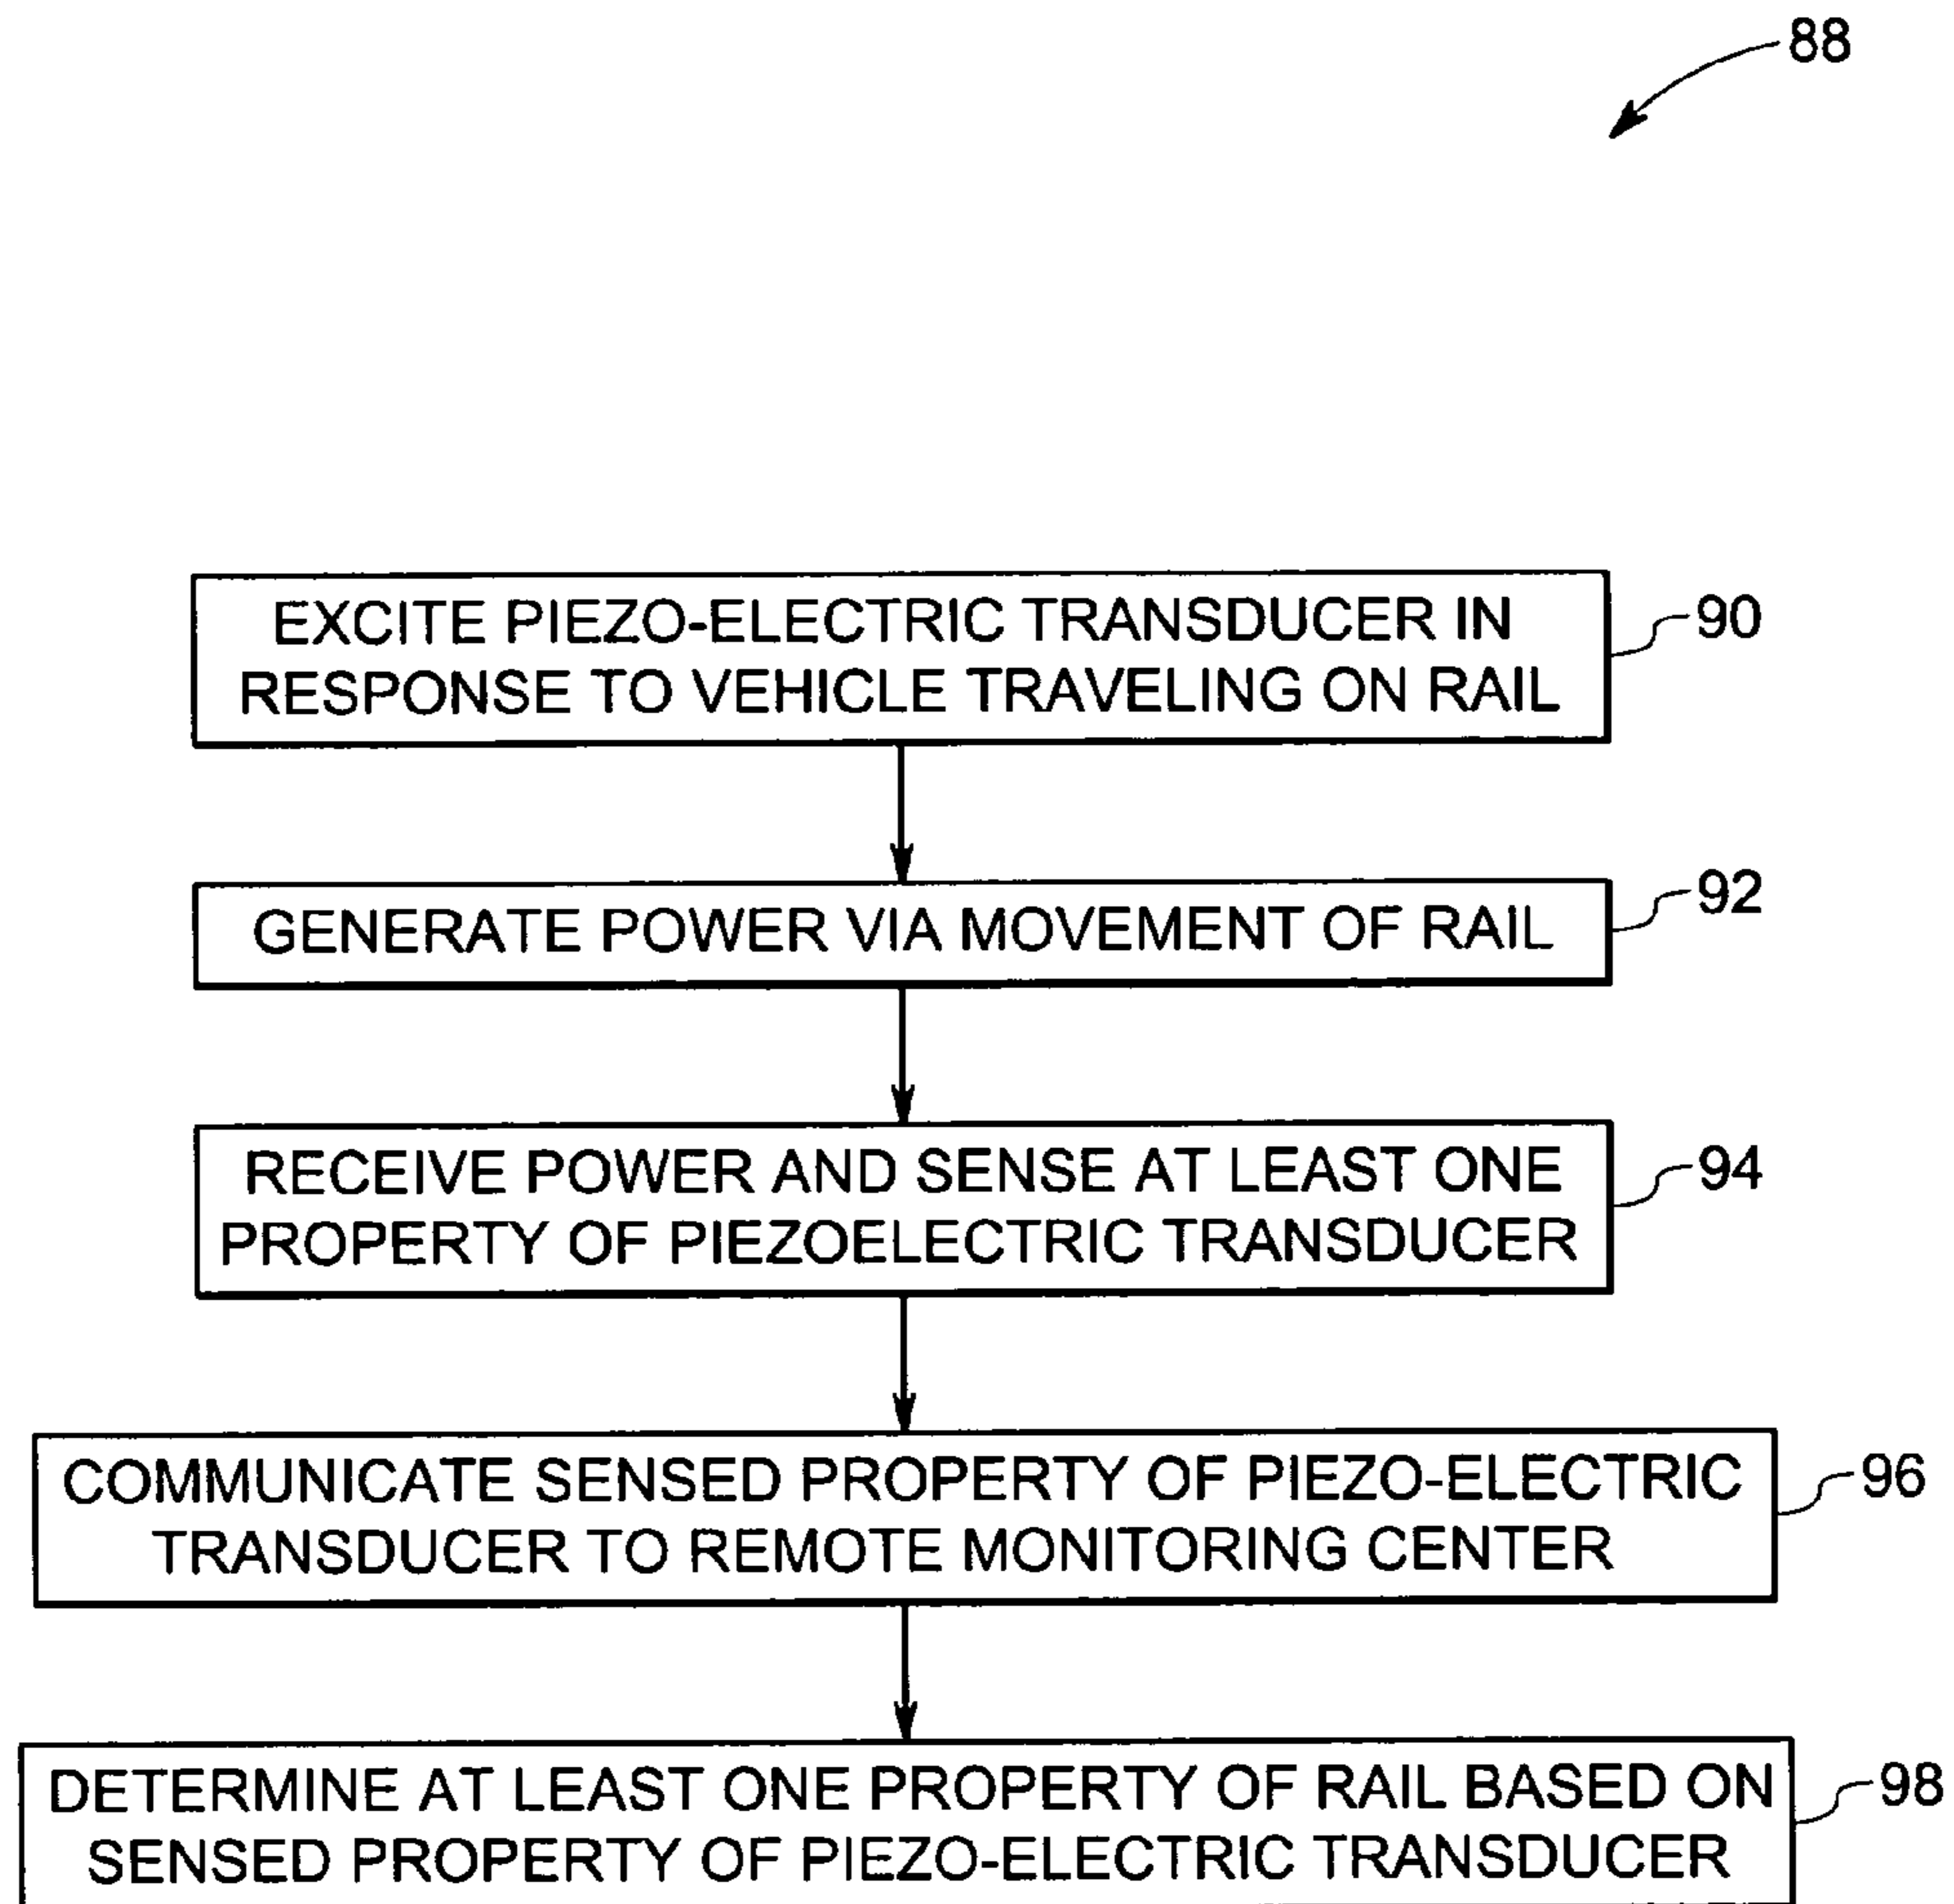 88
EXCITE PIEZO-ELECTRIC TRANSDUCER IN
RESPONSE TO VEHICLE TRAVELING ON RAIL
90
GENERATE POWER VIA MOVEMENT OF RAIL
92
RECEIVE POWER AND SENSE AT LEAST ONE
PROPERTY OF PIEZOELECTRIC TRANSDUCER
94
COMMUNICATE SENSED PROPERTY OF PIEZO-ELECTRIC
TRANSDUCER TO REMOTE MONITORING CENTER
96
DETERMINE AT LEAST ONE PROPERTY OF RAIL BASED ON
SENSED PROPERTY OF PIEZO-ELECTRIC TRANSDUCER
98